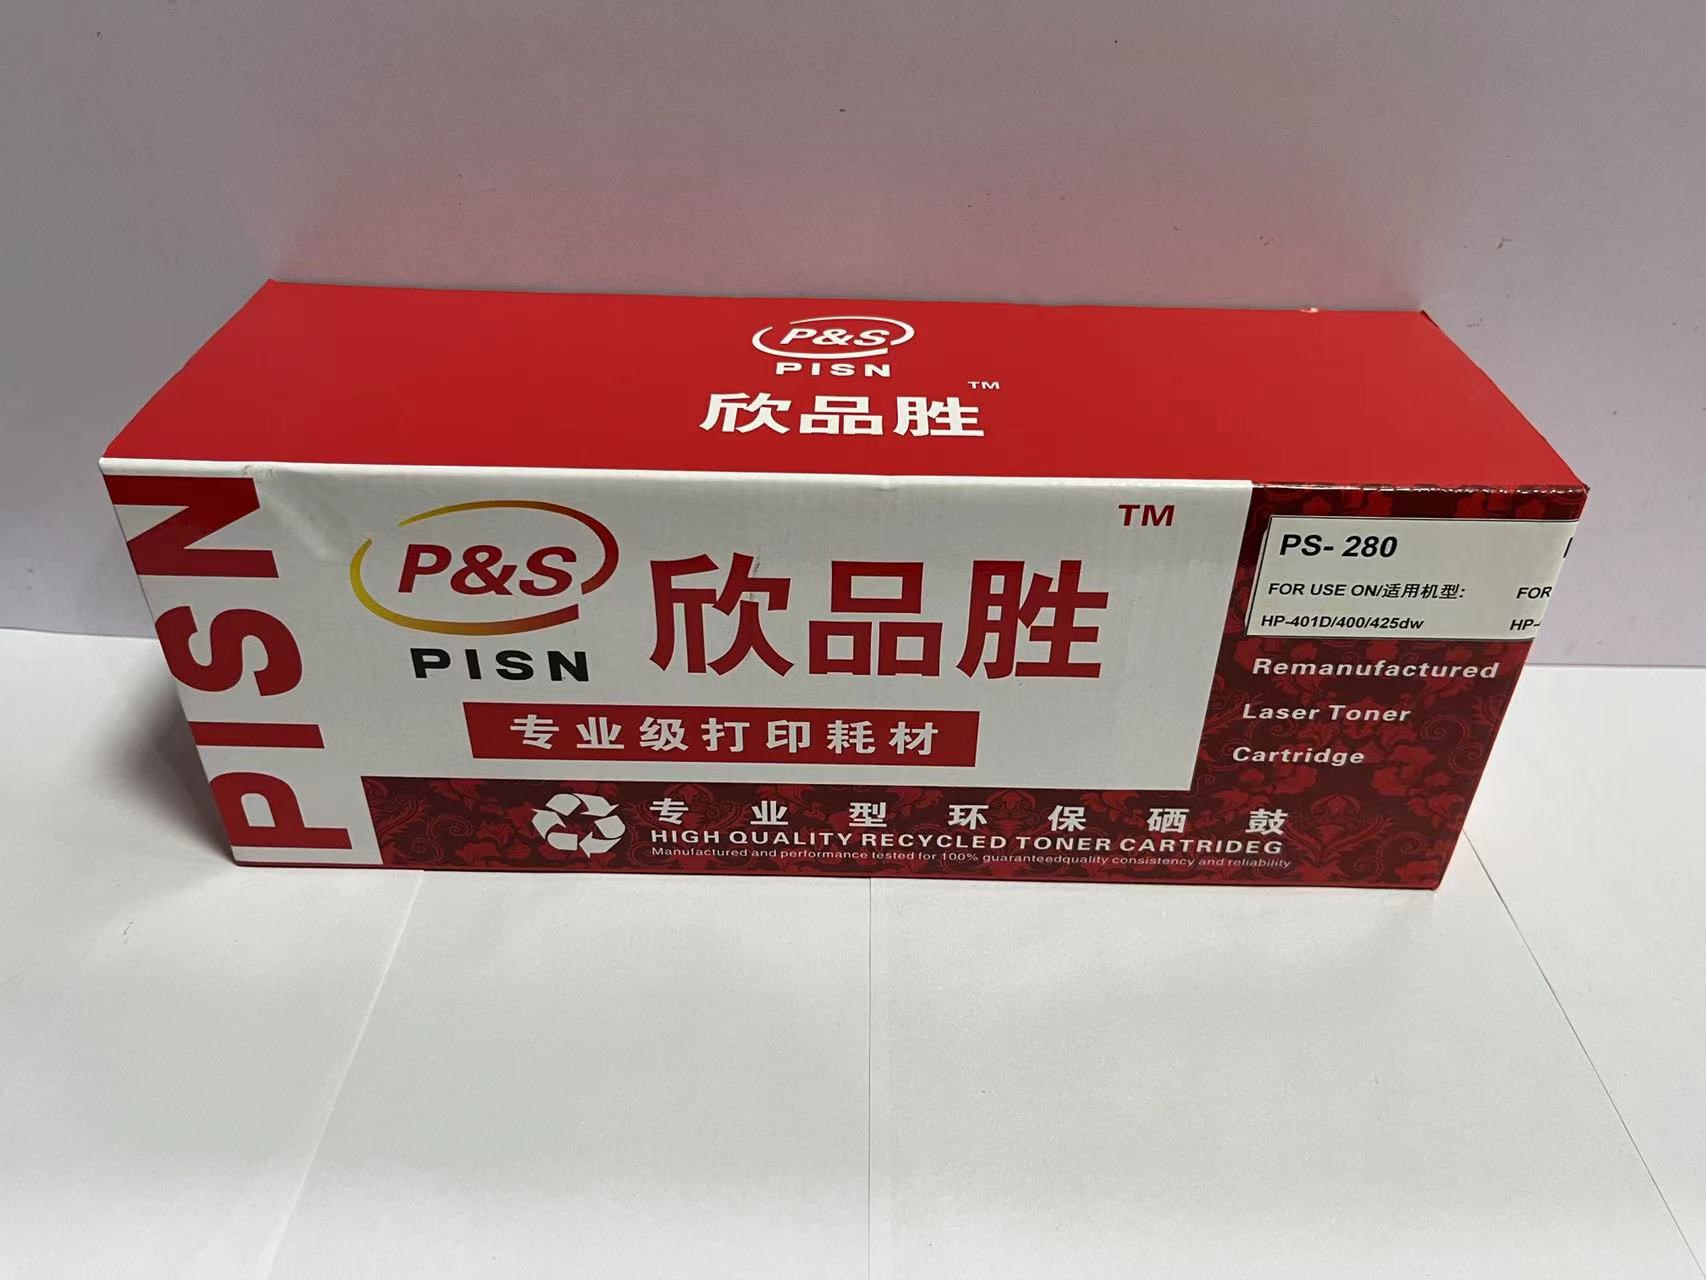 P&S
PISN
欣品胜
TM
PISN
P&S
PISN
欣品胜
TM
专业级打印耗材
PS- 280
FOR USE ON/适用机型:
HP-401D/400/425dw
FOR
HP-
Remanufactured
Laser Toner
Cartridge
专业型环保硒鼓
HIGH QUALITY RECYCLED TONER CARTRIDEG
Manufactured and performance tested for 100% guaranteedquality consistency and reliability